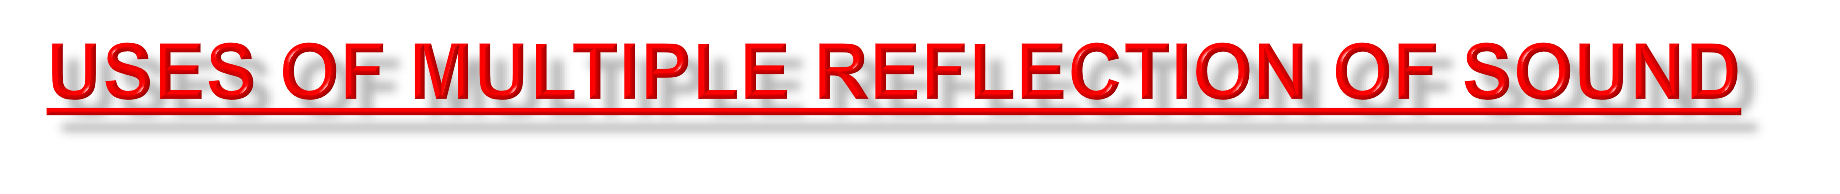 USES OF MULTIPLE REFLECTION OF SOUND